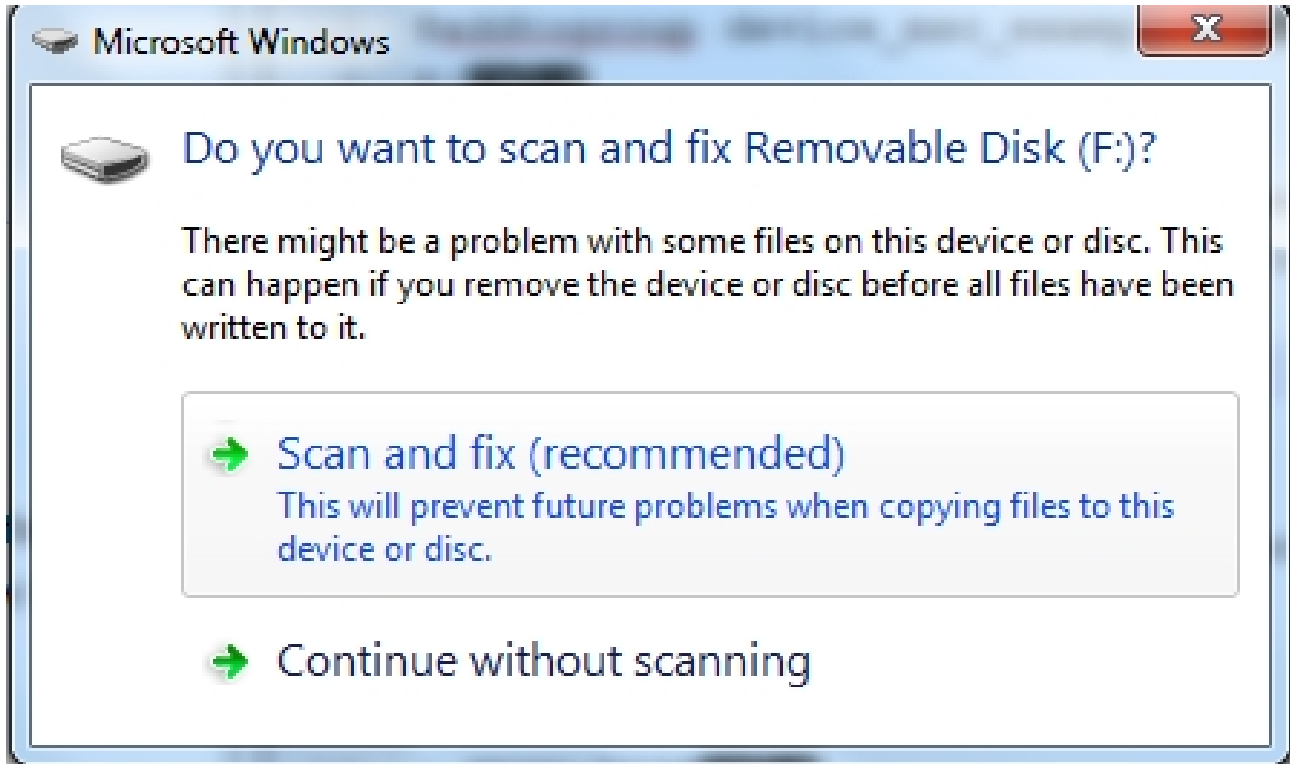 Microsoft Windows
Do you want to scan and fix Removable Disk (F:)?
There might be a problem with some files on this device or disc. This
can happen if you remove the device or disc before all files have been
written to it.
Scan and fix (recommended)
This will prevent future problems when copying files to this
device or disc.
Continue without scanning